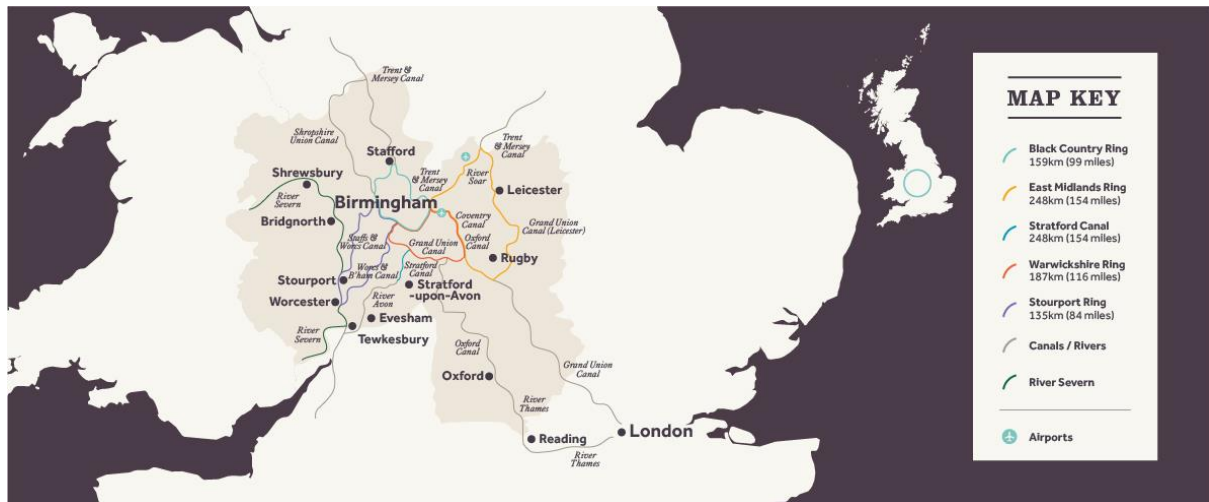 Trent &
Mersey Canal
Shropshire
Union Canal
Stafford
Trent &
Mersey Canal
Shrewsbury
Trent
& Mersey
Canal
River
Soar
Leicester
River
Severn
Birmingham
Bridgnorth
Coventry
Canal
Grand Union
Canal (Leicester)
Staffs &
Worcs Canal
Grand Union
Canal
Oxford
Canal
Rugby
Stourport
Worcs &
B'ham Canal
Stratford
Canal
Stratford
-upon-Avon
Worcester
River
Avon
Evesham
River
Severn
Tewkesbury
Oxford
Canal
Grand Union
Canal
Oxford
River
Thames
Reading
London
River
Thames
MAP KEY
Black Country Ring
159km (99 miles)
East Midlands Ring
248km (154 miles)
Stratford Canal
248km (154 miles)
Warwickshire Ring
187km (116 miles)
Stourport Ring
135km (84 miles)
Canals / Rivers
River Severn
Airports